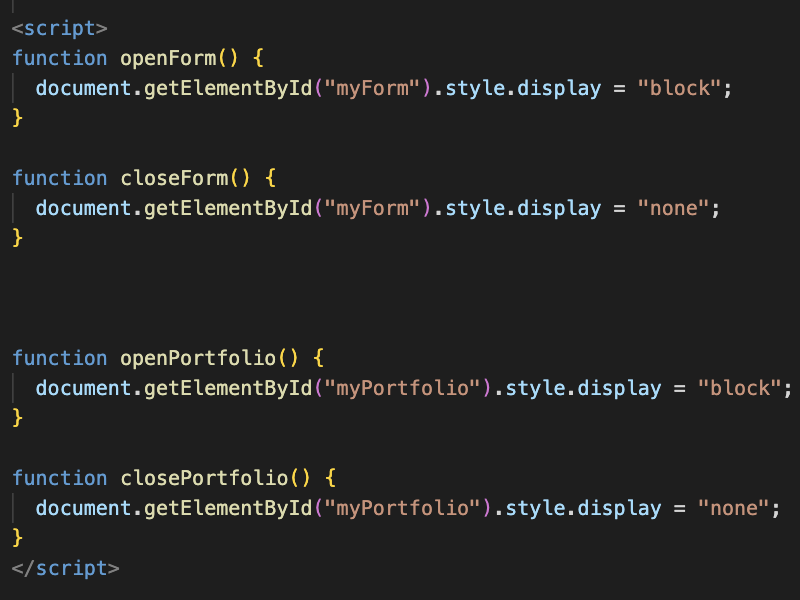 <script>
function openForm() {
  document.getElementById("myForm").style.display = "block";
}

function closeForm() {
  document.getElementById("myForm").style.display = "none";
}

function openPortfolio() {
  document.getElementById("myPortfolio").style.display = "block";
}

function closePortfolio() {
  document.getElementById("myPortfolio").style.display = "none";
}
</script>